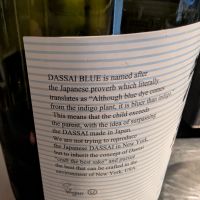 DASSAI BLUE is named after
the Japanese proverb which literally
translates as "Although blue dye comes
from the indigo plant, it is bluer than indigo."
This means that the child exceeds
the parent, with the idea of surpassing
the DASSAI made in Japan.
We are not trying to reproduce
the Japanese DASSAI in New York,
but to inherit the concept of Dassai
"craft the best sake" and pursue
the best that can be crafted in the
environment of New York, USA.